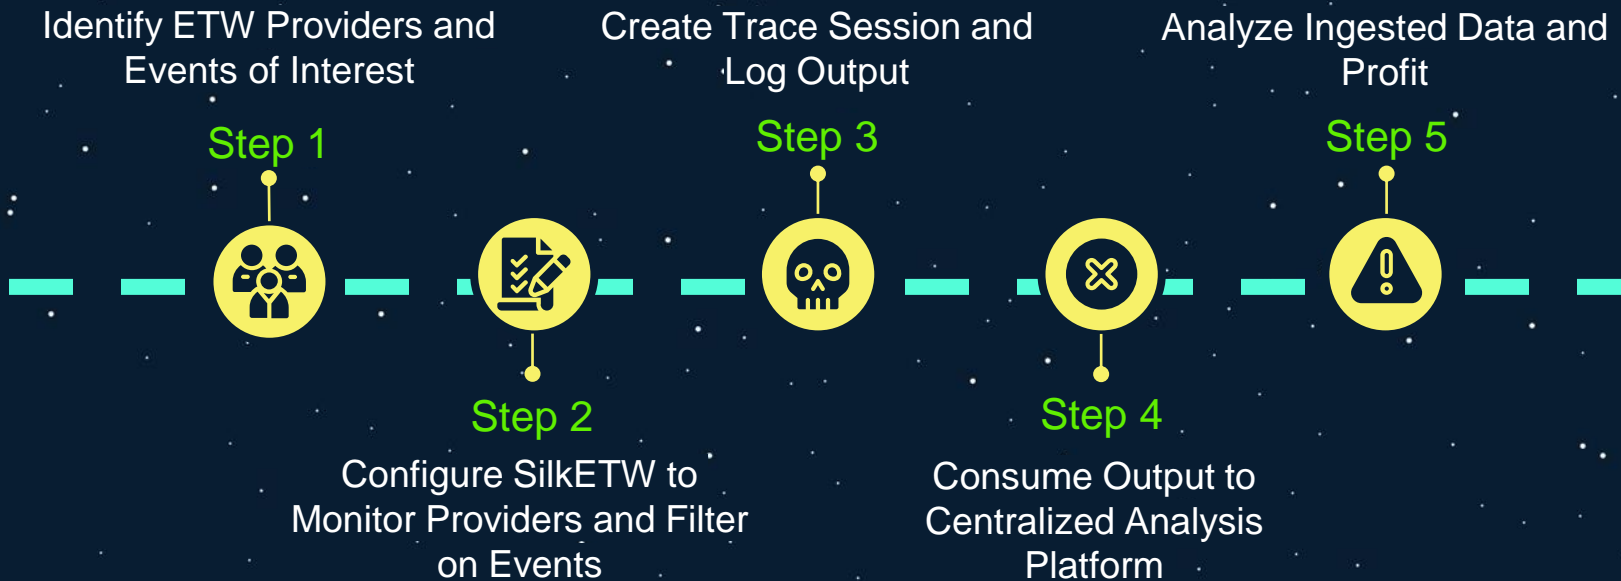 Identify ETW Providers and
Events of Interest
Step 1
Step 2
Configure SilkETW to
Monitor Providers and Filter
on Events
Create Trace Session and
Log Output
Step 3
Step 4
Consume Output to
Centralized Analysis
Platform
Analyze Ingested Data and
Profit
Step 5